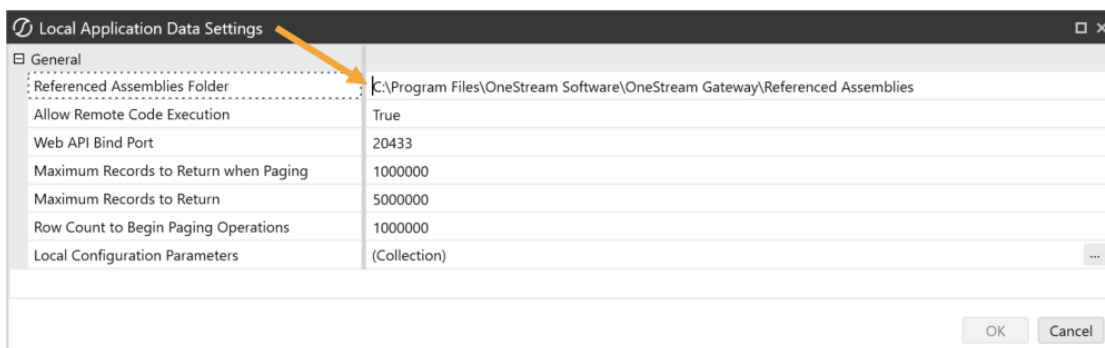 Local Application Data Settings
General
Referenced Assemblies Folder C:\Program Files\OneStream Software\OneStream Gateway\Referenced Assemblies
Allow Remote Code Execution True
Web API Bind Port 20433
Maximum Records to Return when Paging 1000000
Maximum Records to Return 5000000
Row Count to Begin Paging Operations 1000000
Local Configuration Parameters (Collection) ...
OK Cancel